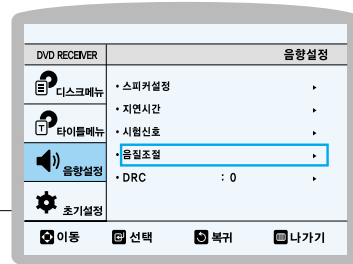 DVD RECEIVER 음향설정
디스크메뉴
타이틀메뉴
음향설정
초기설정
• 스피커설정
• 지연시간
• 시험신호
• 음질조절
• DRC : 0
이동 선택 복귀 나가기